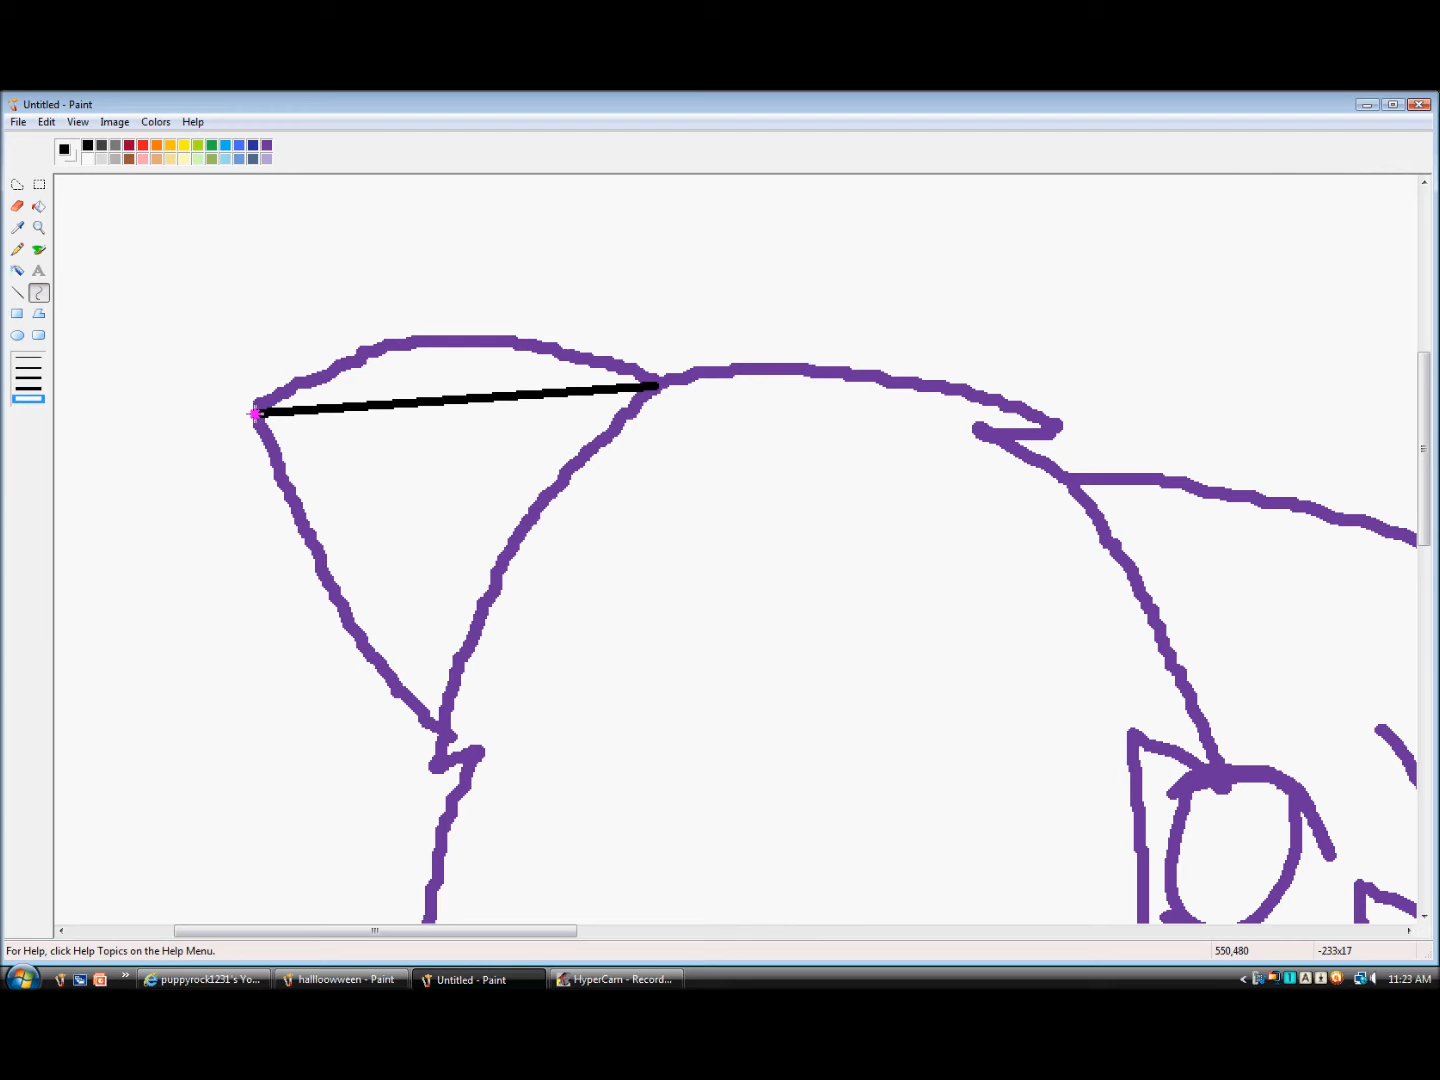 Untitled - Paint
File Edit View Image Colors Help
For Help, click Help Topics on the Help Menu.
550,480
-233x17
puppyrock1231's Yo...
halloowween - Paint
Untitled - Paint
HyperCam - Record...
11:23 AM